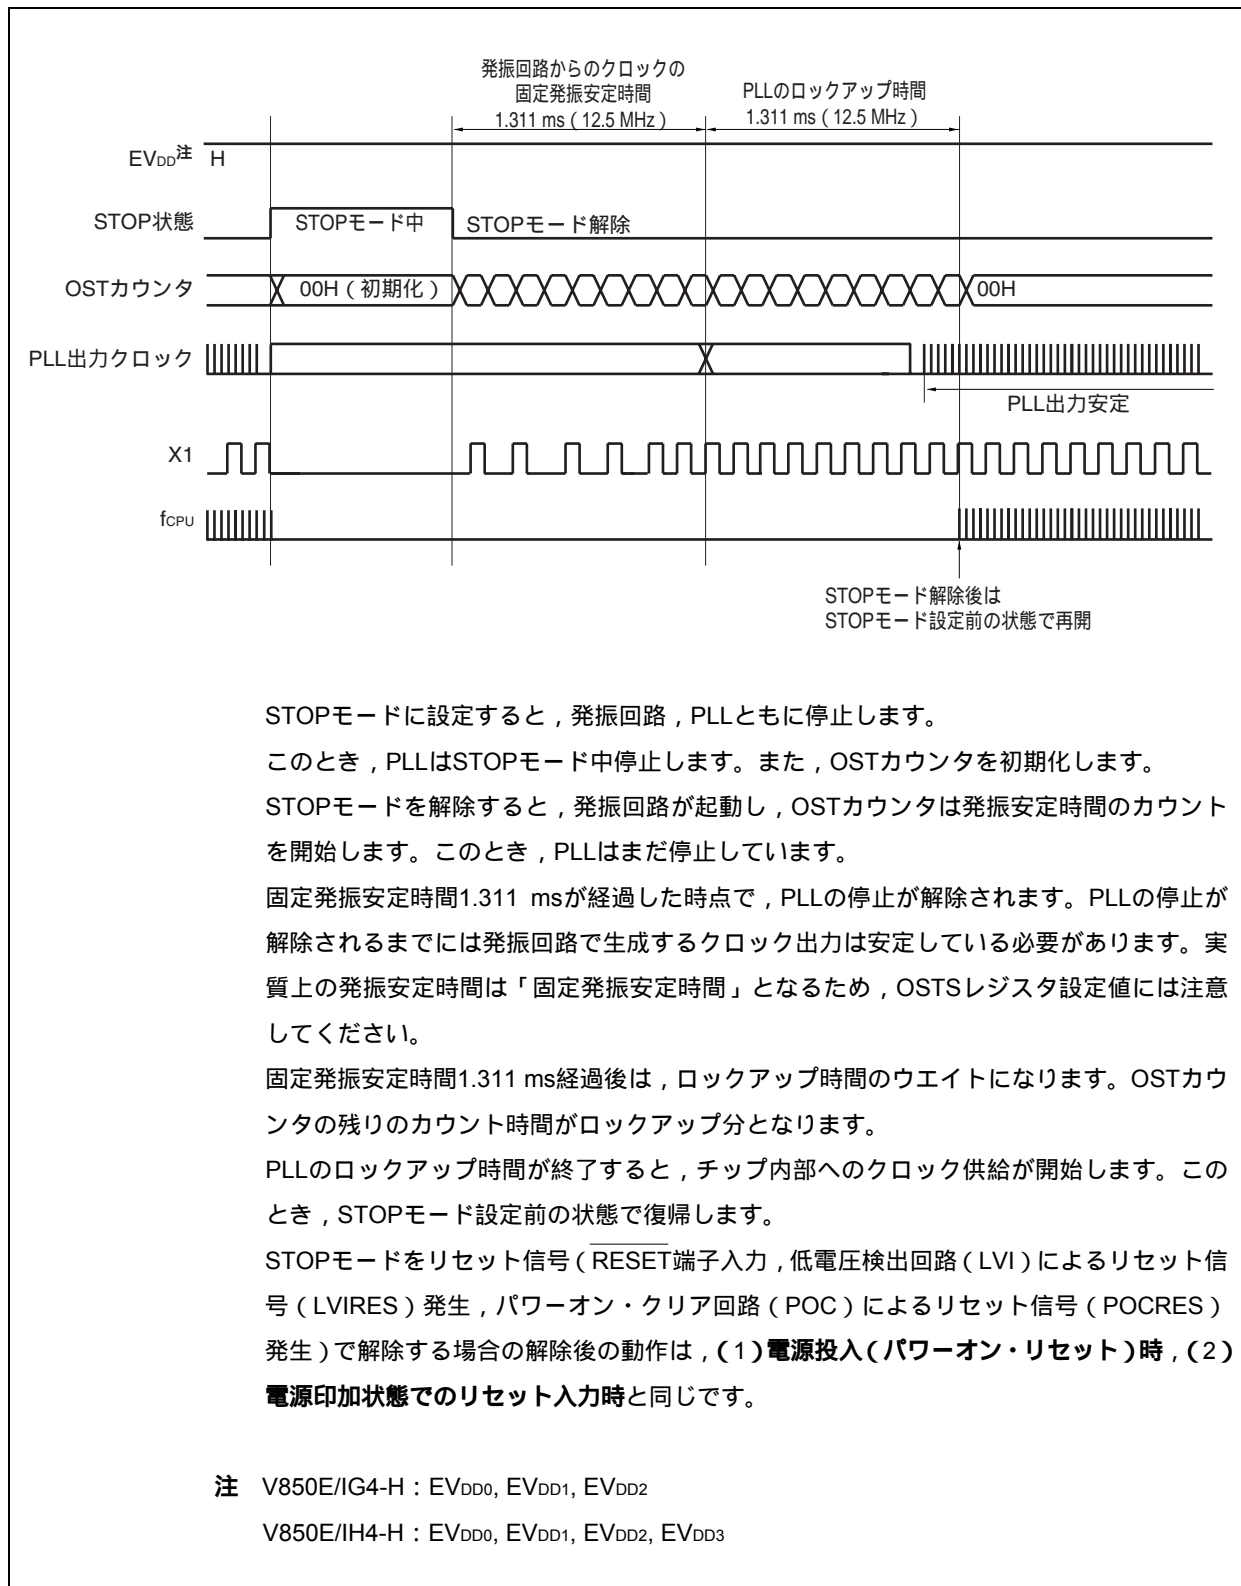 発振回路からのクロックの
固定発振安定時間
1.311 ms（12.5 MHz）
PLLのロックアップ時間
1.311 ms（12.5 MHz）
EVDD注 H
STOP状態 STOPモード中 STOPモード解除
OSTカウンタ 00H（初期化） 00H
PLL出力クロック
PLL出力安定
X1
fCPU
STOPモード解除後は
STOPモード設定前の状態で再開
STOPモードに設定すると，発振回路，PLLともに停止します。
このとき，PLLはSTOPモード中停止します。また，OSTカウンタを初期化します。
STOPモードを解除すると，発振回路が起動し，OSTカウンタは発振安定時間のカウント
を開始します。このとき，PLLはまだ停止しています。
固定発振安定時間1.311 msが経過した時点で，PLLの停止が解除されます。PLLの停止が
解除されるまでには発振回路で生成するクロック出力は安定している必要があります。実
質上の発振安定時間は「固定発振安定時間」となるため，OSTSレジスタ設定値には注意
してください。
固定発振安定時間1.311 ms経過後は，ロックアップ時間のウエイトになります。OSTカウ
ンタの残りのカウント時間がロックアップ分となります。
PLLのロックアップ時間が終了すると，チップ内部へのクロック供給が開始します。この
とき，STOPモード設定前の状態で復帰します。
STOPモードをリセット信号（RESET端子入力，低電圧検出回路（LVI）によるリセット信
号（LVIRES）発生，パワーオン・クリア回路（POC）によるリセット信号（POCRES）
発生）で解除する場合の解除後の動作は，（1）電源投入（パワーオン・リセット）時，（2）
電源印加状態でのリセット入力時と同じです。
注 V850E/IG4-H：EVDD0, EVDD1, EVDD2
V850E/IH4-H：EVDD0, EVDD1, EVDD2, EVDD3